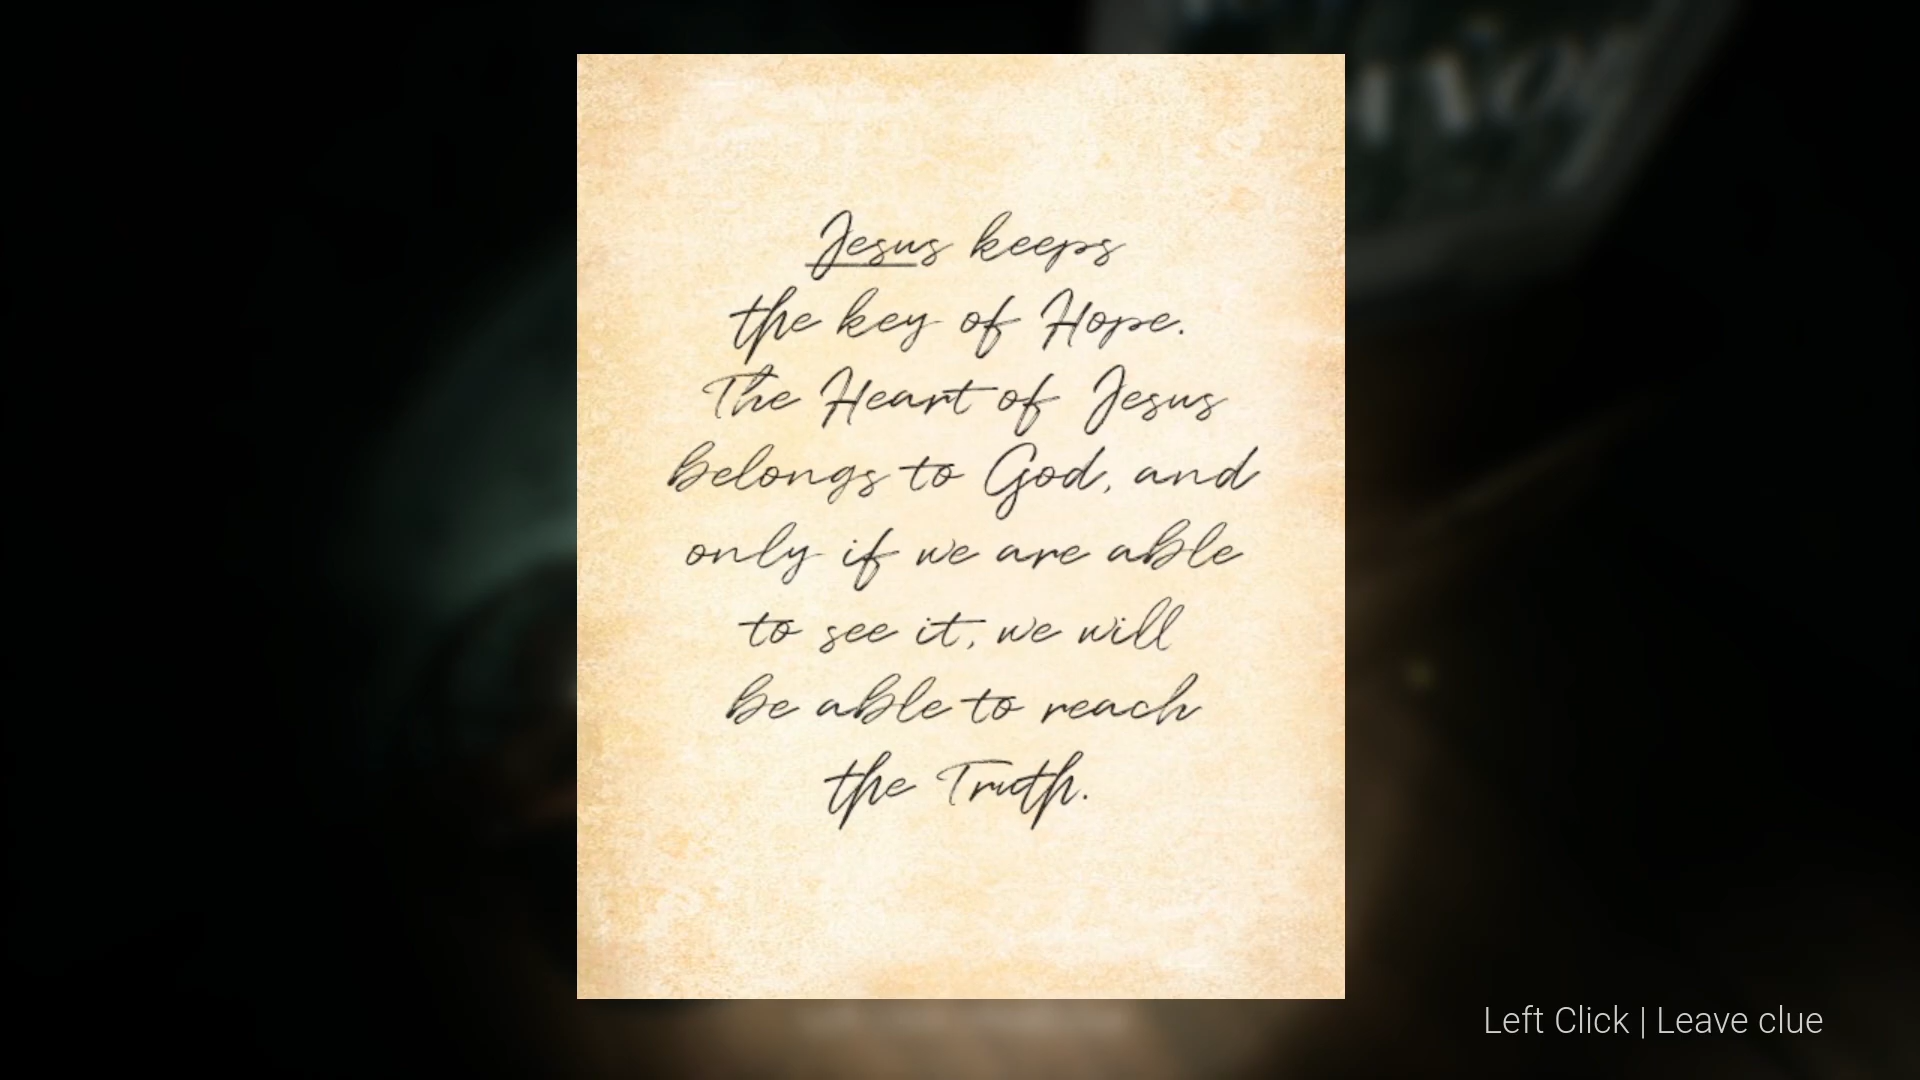 Jesus keeps
the key of Hope.
The Heart of Jesus
belongs to God, and
only if we are able
to see it, we will
be able to reach
the Truth.
Left Click | Leave clue